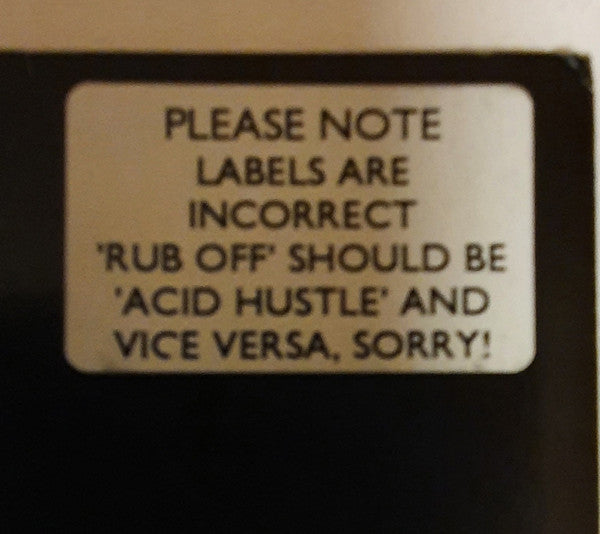 PLEASE NOTE
LABELS ARE
INCORRECT
'RUB OFF' SHOULD BE
'ACID HUSTLE' AND
VICE VERSA, SORRY!